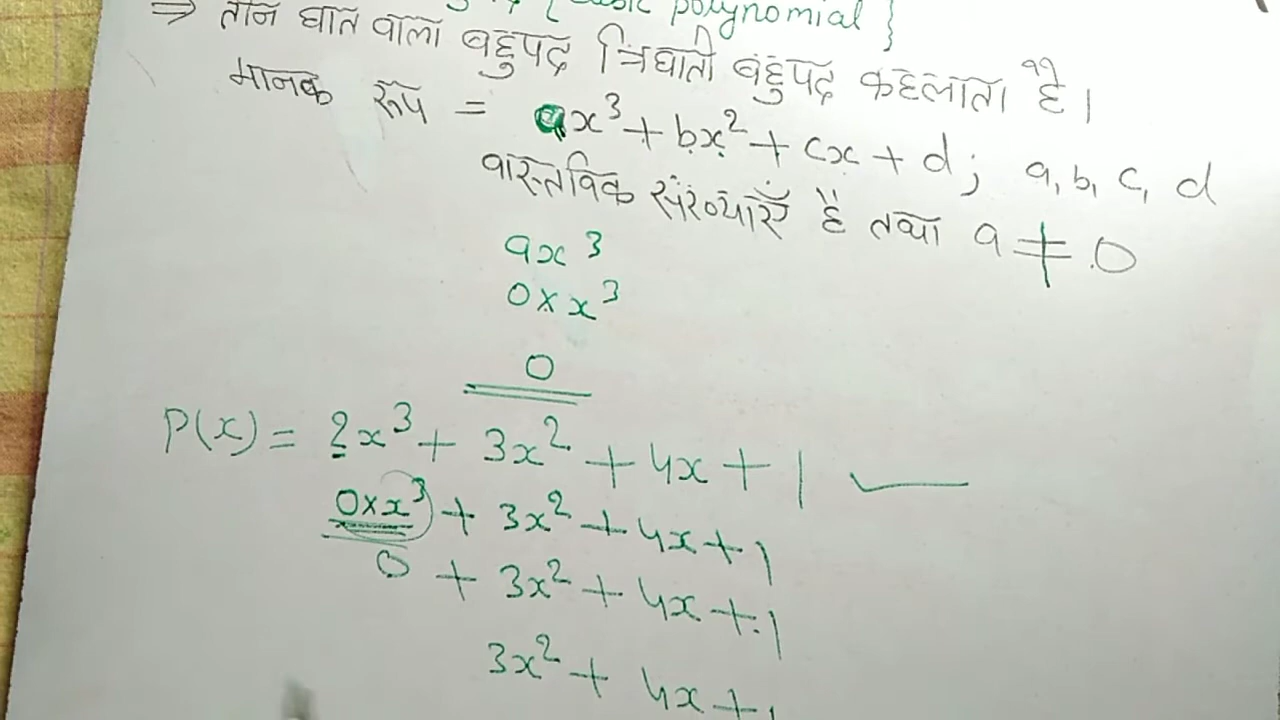 polynomial }
⇒ तीन घात वाला बहुपद त्रिघाती बहुपद कहलाता है।
मानक रूप = ax³ + bx² + cx + d; a, b, c, d
वास्तविक संख्याएँ है तथा a ≠ 0
ax³
0×x³
0
P(x) = 2x³ + 3x² + 4x + 1
0×x³ + 3x² + 4x + 1
0 + 3x² + 4x + 1
3x² + 4x + 1